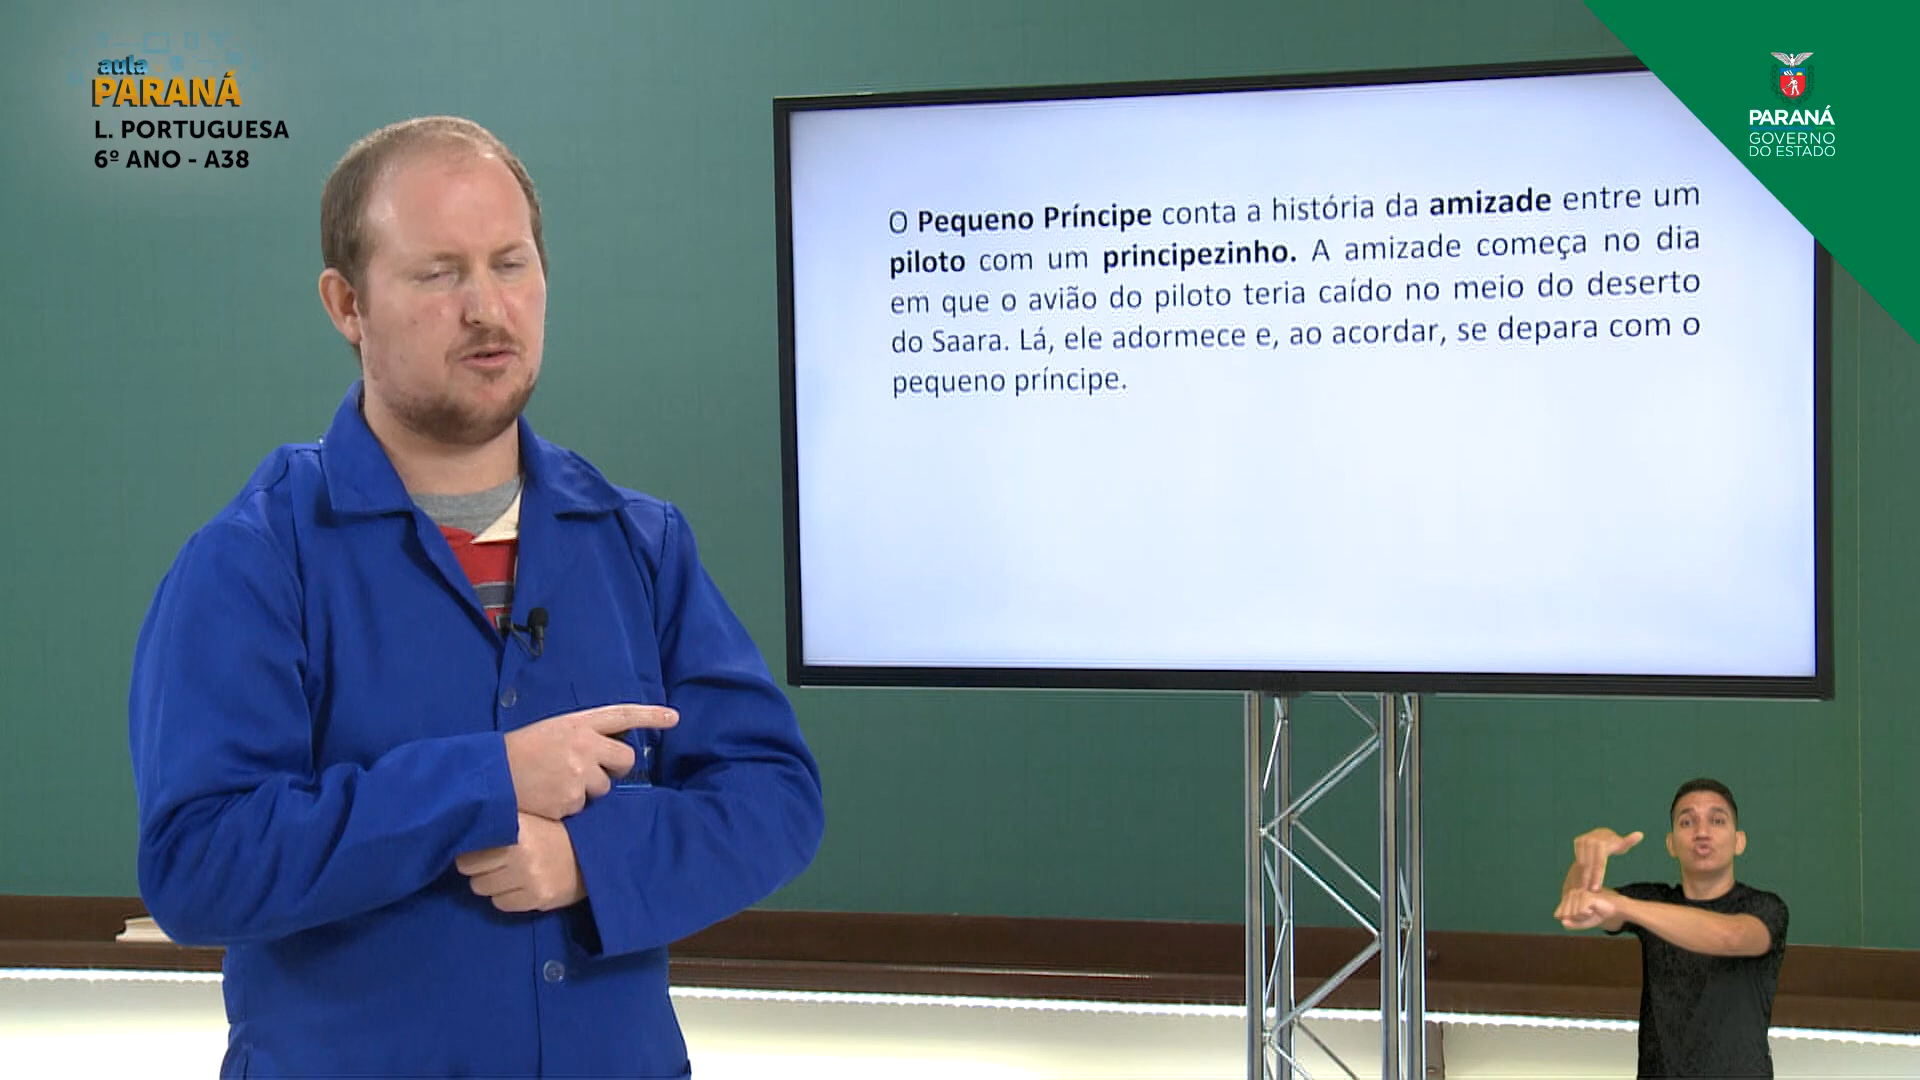 aula
PARANÁ
L. PORTUGUESA
6º ANO - A38
PARANÁ
GOVERNO
DO ESTADO
O Pequeno Príncipe conta a história da amizade entre um
piloto com um principezinho. A amizade começa no dia
em que o avião do piloto teria caído no meio do deserto
do Saara. Lá, ele adormece e, ao acordar, se depara com o
pequeno príncipe.